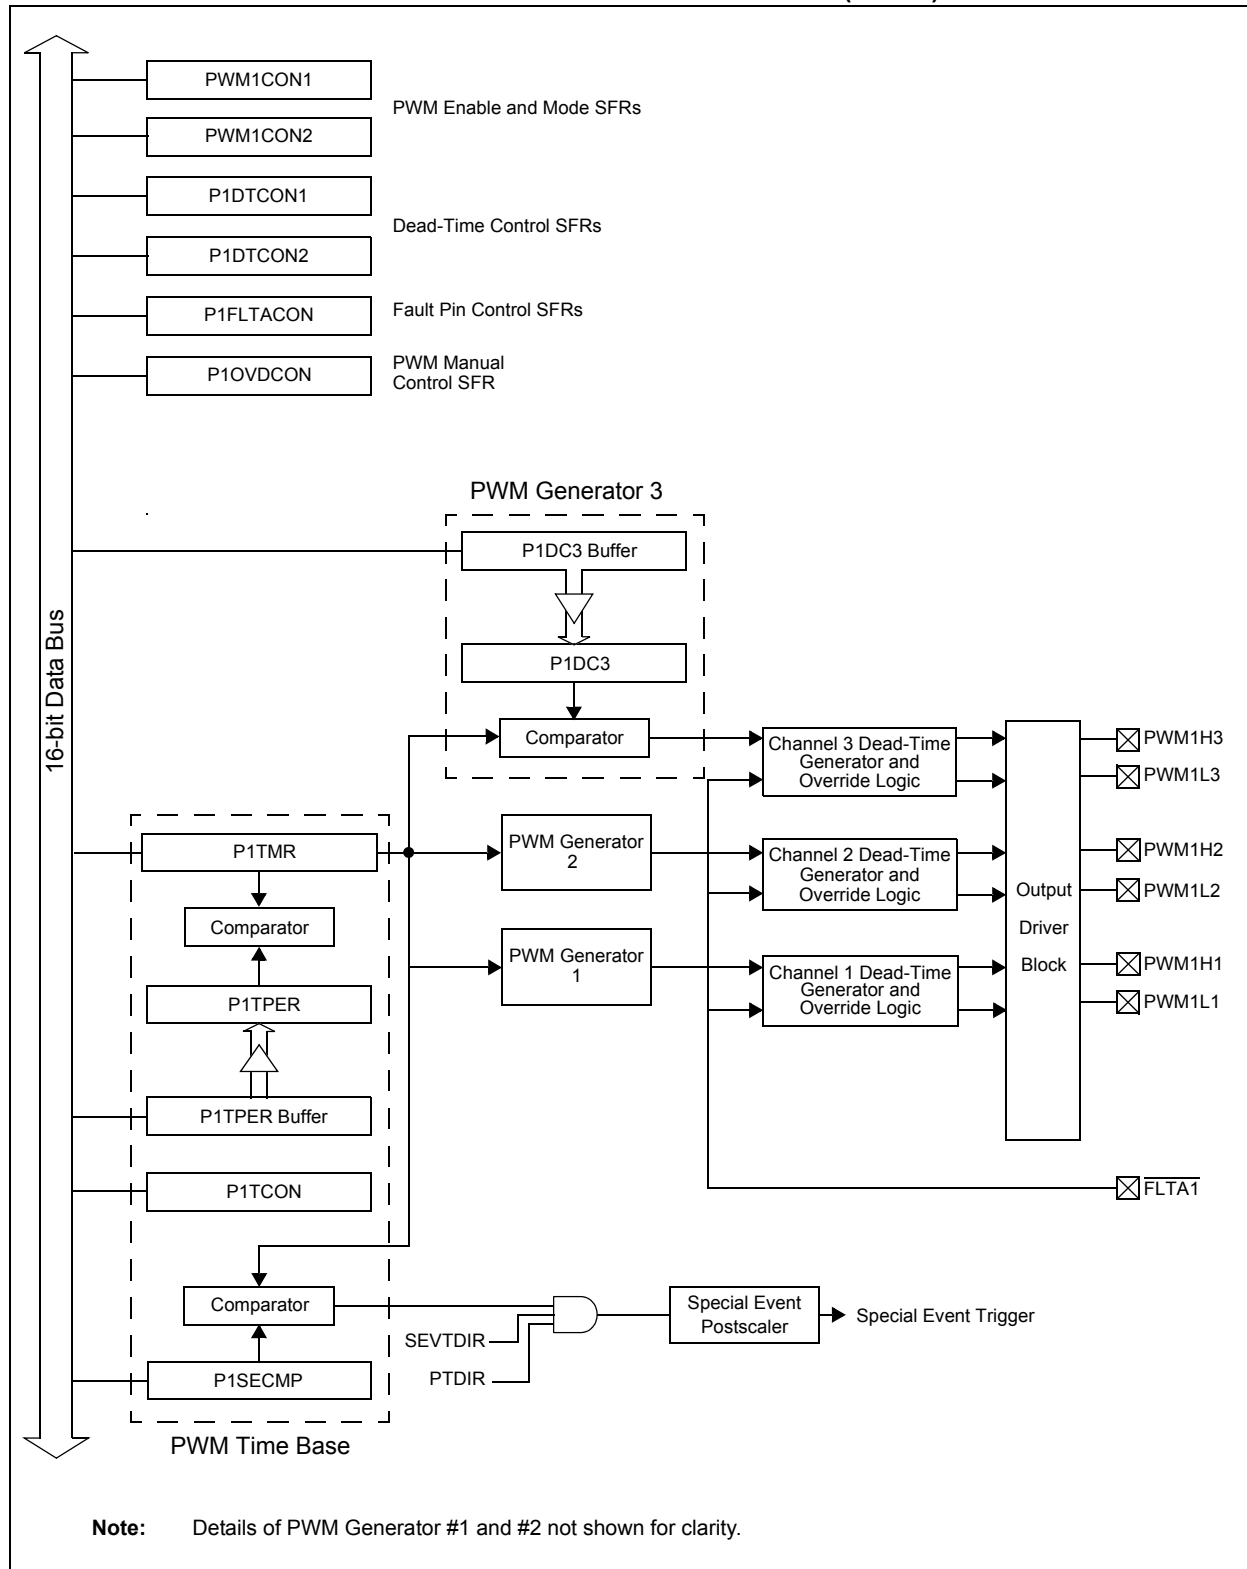 PWM1CON1
PWM Enable and Mode SFRs
PWM1CON2
P1DTCON1
Dead-Time Control SFRs
P1DTCON2
P1FLTACON
Fault Pin Control SFRs
P1OVDCON
PWM Manual
Control SFR
16-bit Data Bus
PWM Generator 3
P1DC3 Buffer
P1DC3
Comparator
Channel 3 Dead-Time
Generator and
Override Logic
PWM1H3
PWM1L3
P1TMR
Comparator
P1TPER
P1TPER Buffer
P1TCON
PWM Generator
2
Channel 2 Dead-Time
Generator and
Override Logic
PWM1H2
PWM1L2
Output
Driver
Block
PWM Generator
1
Channel 1 Dead-Time
Generator and
Override Logic
PWM1H1
PWM1L1
FLTA1
Comparator
SEVTDIR
PTDIR
Special Event
Postscaler
Special Event Trigger
P1SECMP
PWM Time Base
Note: Details of PWM Generator #1 and #2 not shown for clarity.